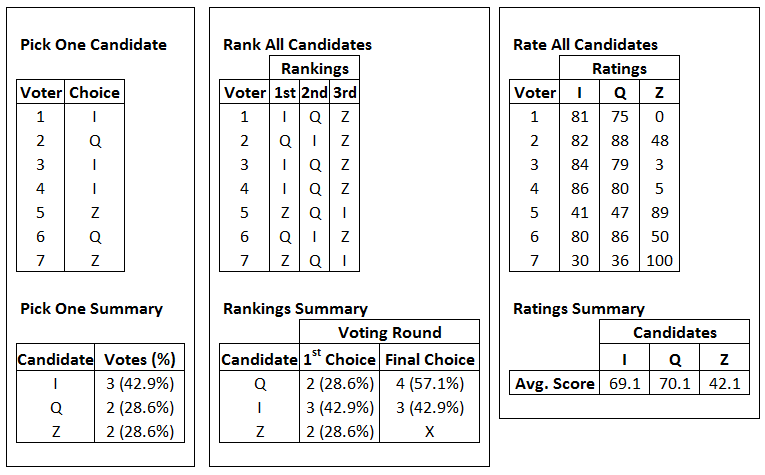 Pick One Candidate
Voter Choice
1 I
2 Q
3 I
4 I
5 Z
6 Q
7 Z
Pick One Summary
Candidate Votes (%)
I 3 (42.9%)
Q 2 (28.6%)
Z 2 (28.6%)
Rank All Candidates
Rankings
Voter 1st 2nd 3rd
1 I Q Z
2 Q I Z
3 I Q Z
4 I Q Z
5 Z Q I
6 Q I Z
7 Z Q I
Rankings Summary
Voting Round
Candidate 1st Choice Final Choice
Q 2 (28.6%) 4 (57.1%)
I 3 (42.9%) 3 (42.9%)
Z 2 (28.6%) X
Rate All Candidates
Ratings
Voter I Q Z
1 81 75 0
2 82 88 48
3 84 79 3
4 86 80 5
5 41 47 89
6 80 86 50
7 30 36 100
Ratings Summary
Candidates
I Q Z
Avg. Score 69.1 70.1 42.1